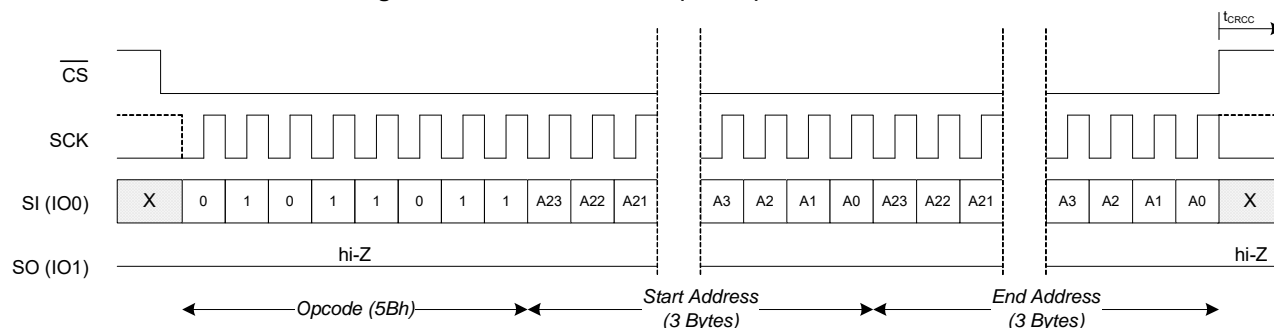 tCRCC
CS
SCK
SI (IO0) X 0 1 0 1 1 0 1 1 A23 A22 A21 A3 A2 A1 A0 A23 A22 A21 A3 A2 A1 A0 X
hi-Z hi-Z
SO (IO1)
Opcode (5Bh) Start Address End Address
(3 Bytes) (3 Bytes)